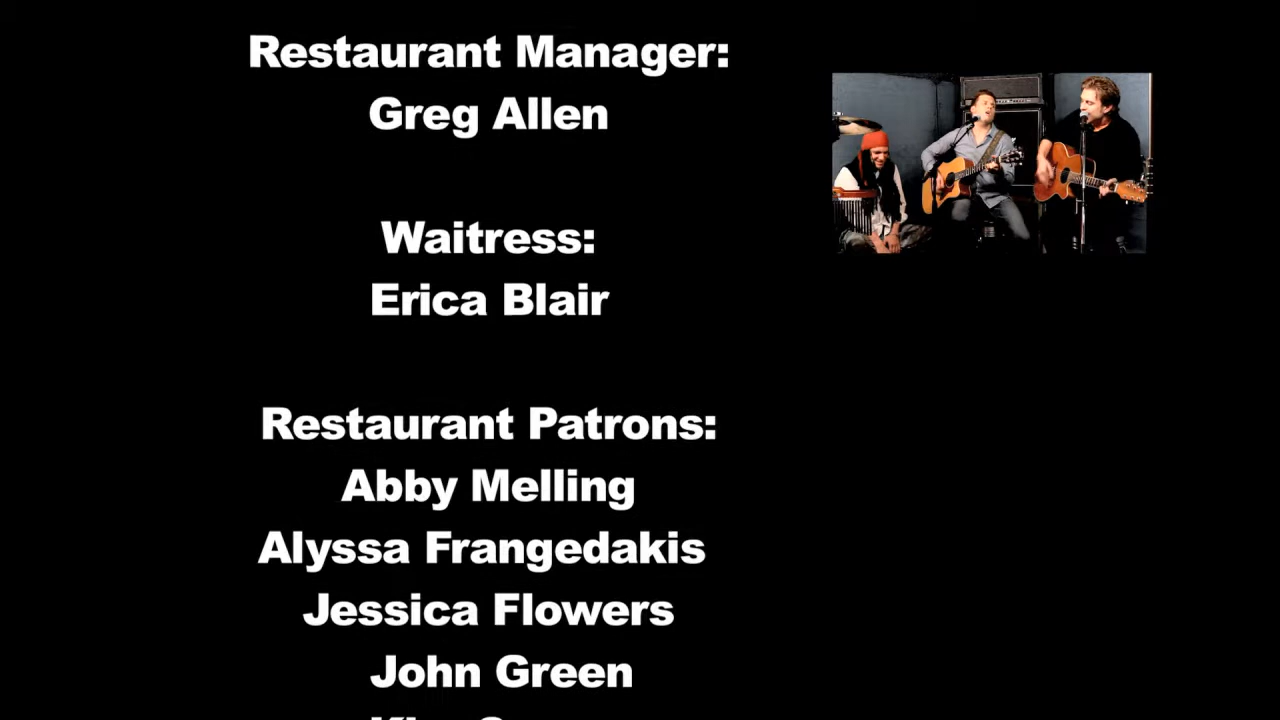 Restaurant Manager:
Greg Allen
Waitress:
Erica Blair
Restaurant Patrons:
Abby Melling
Alyssa Frangedakis
Jessica Flowers
John Green